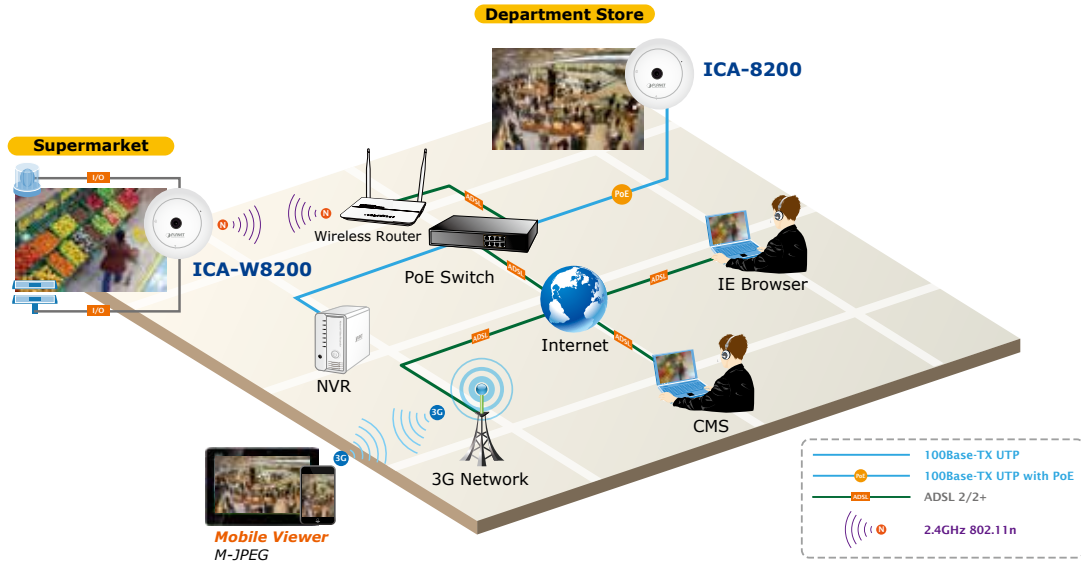 Department Store
ICA-8200
Supermarket
I/O
N
N
ADSL
PoE
Wireless Router
ICA-W8200
PoE Switch
ADSL
ADSL
IE Browser
I/O
ADSL
Internet
ADSL
NVR
3G
CMS
3G
3G Network
Mobile Viewer
M-JPEG
100Base-TX UTP
PoE
100Base-TX UTP with PoE
ADSL
ADSL 2/2+
N
2.4GHz 802.11n